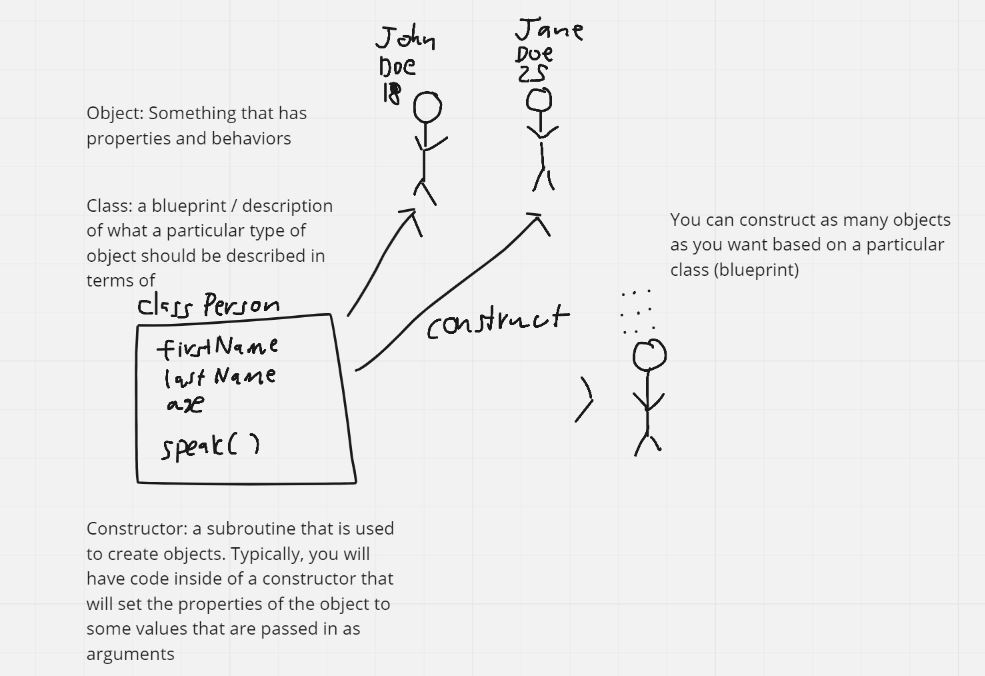 John
Doe
18
Jane
Doe
25
Object: Something that has
properties and behaviors
Class: a blueprint / description
of what a particular type of
object should be described in
terms of
class Person
firstName
lastName
age
speak()
construct
You can construct as many objects
as you want based on a particular
class (blueprint)
Constructor: a subroutine that is used
to create objects. Typically, you will
have code inside of a constructor that
will set the properties of the object to
some values that are passed in as
arguments